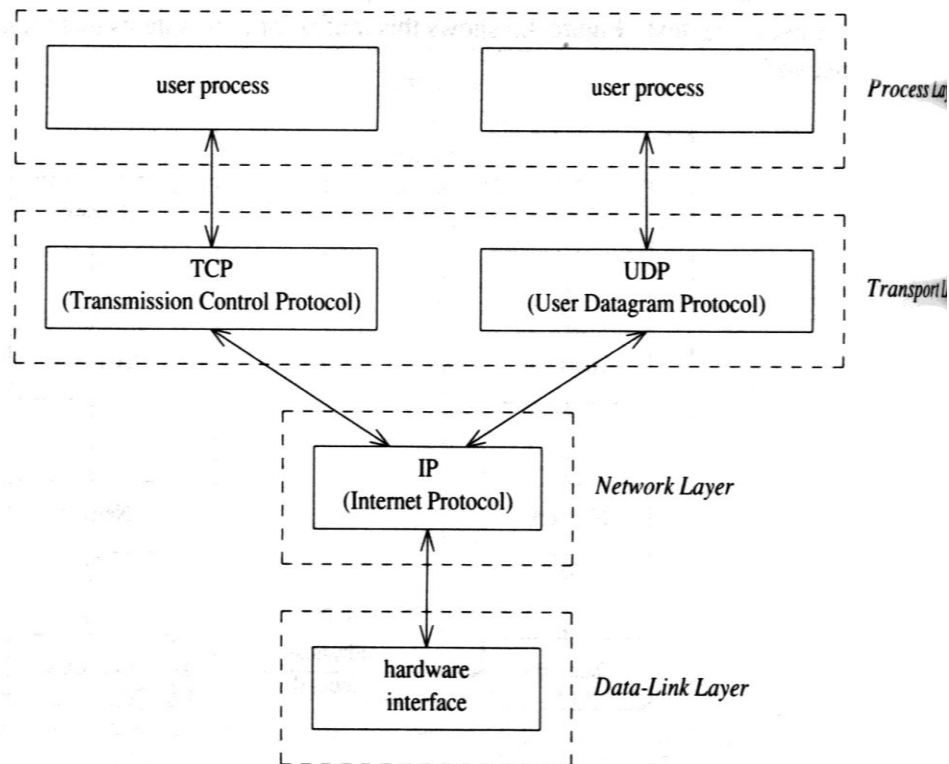 user process
user process
Process
TCP
(Transmission Control Protocol)
UDP
(User Datagram Protocol)
Transport
IP
(Internet Protocol)
Network Layer
hardware
interface
Data-Link Layer